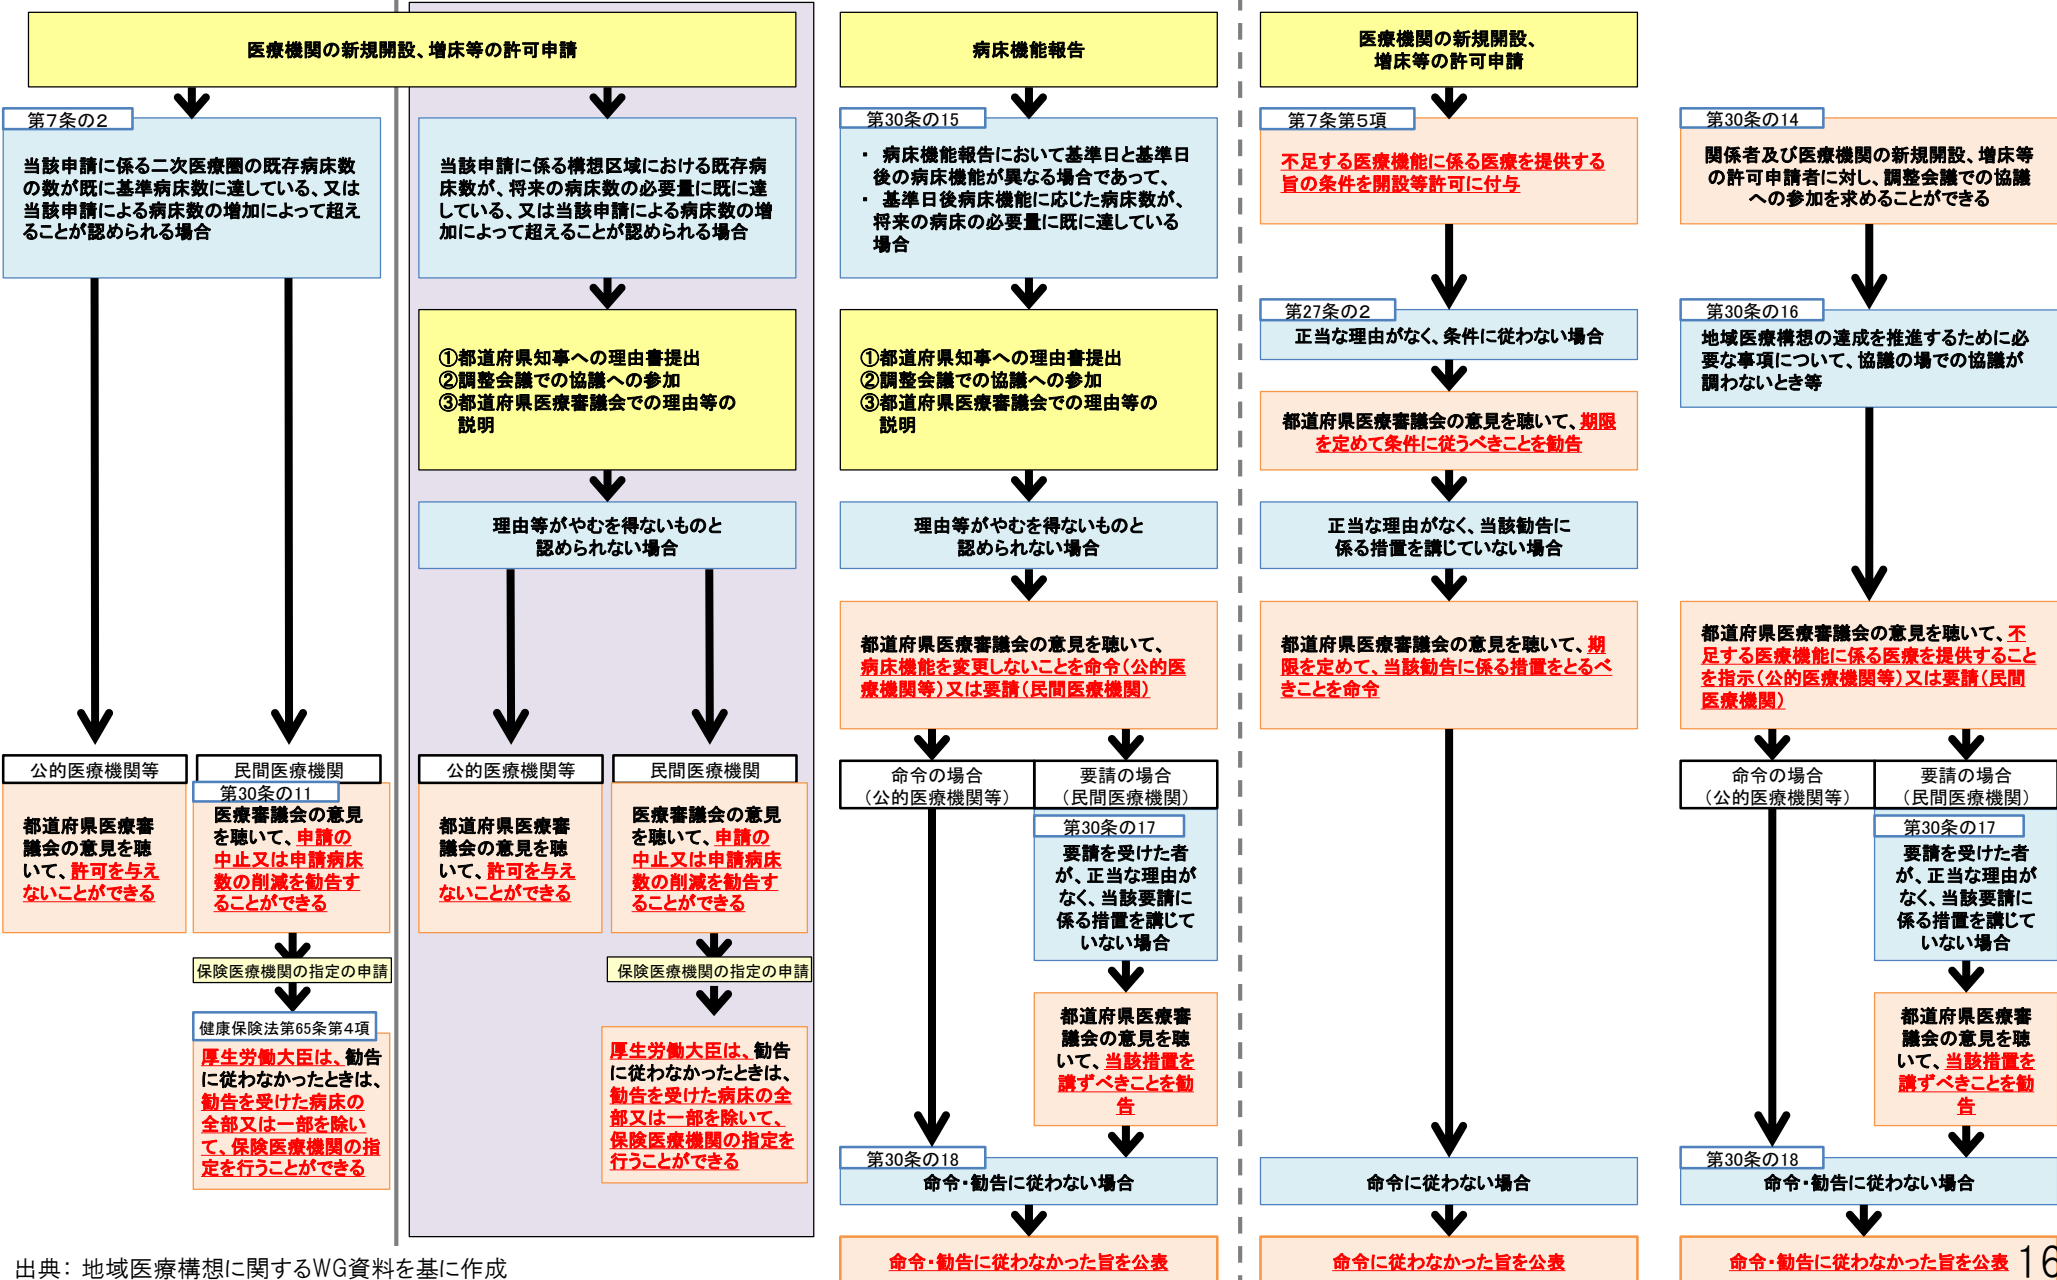 医療機関の新規開設、増床等の許可申請
第7条の2
当該申請に係る二次医療圏の既存病床数
の数が既に基準病床数に達している、又は
当該申請による病床数の増加によって超え
ることが認められる場合
公的医療機関等
都道府県医療審
議会の意見を聴
いて、許可を与え
ないことができる
民間医療機関
第30条の11
医療審議会の意見
を聴いて、申請の
中止又は申請病床
数の削減を勧告す
ることができる
保険医療機関の指定の申請
健康保険法第65条第4項
厚生労働大臣は、勧告
に従わなかったときは、
勧告を受けた病床の
全部又は一部を除い
て、保険医療機関の指
定を行うことができる
当該申請に係る構想区域における既存病
床数が、将来の病床数の必要量に既に達
している、又は当該申請による病床数の増
加によって超えることが認められる場合
①都道府県知事への理由書提出
②調整会議での協議への参加
③都道府県医療審議会での理由等の
説明
理由等がやむを得ないものと
認められない場合
公的医療機関等
都道府県医療審
議会の意見を聴
いて、許可を与え
ないことができる
民間医療機関
医療審議会の意見
を聴いて、申請の
中止又は申請病床
数の削減を勧告す
ることができる
保険医療機関の指定の申請
厚生労働大臣は、勧告
に従わなかったときは、
勧告を受けた病床の全
部又は一部を除いて、
保険医療機関の指定を
行うことができる
病床機能報告
第30条の15
・ 病床機能報告において基準日と基準日
後の病床機能が異なる場合であって、
・ 基準日後病床機能に応じた病床数が、
将来の病床の必要量に既に達している
場合
①都道府県知事への理由書提出
②調整会議での協議への参加
③都道府県医療審議会での理由等の
説明
理由等がやむを得ないものと
認められない場合
都道府県医療審議会の意見を聴いて、
病床機能を変更しないことを命令(公的医
療機関等)又は要請(民間医療機関)
命令の場合
(公的医療機関等)
要請の場合
(民間医療機関)
第30条の17
要請を受けた者
が、正当な理由が
なく、当該要請に
係る措置を講じて
いない場合
都道府県医療審
議会の意見を聴
いて、当該措置を
講ずべきことを勧
告
第30条の18
命令・勧告に従わない場合
命令・勧告に従わなかった旨を公表
医療機関の新規開設、
増床等の許可申請
第7条第5項
不足する医療機能に係る医療を提供する
旨の条件を開設等許可に付与
第27条の2
正当な理由がなく、条件に従わない場合
都道府県医療審議会の意見を聴いて、期限
を定めて条件に従うべきことを勧告
正当な理由がなく、当該勧告に
係る措置を講じていない場合
都道府県医療審議会の意見を聴いて、期
限を定めて、当該勧告に係る措置をとるべ
きことを命令
命令に従わない場合
命令に従わなかった旨を公表
第30条の14
関係者及び医療機関の新規開設、増床等
の許可申請者に対し、調整会議での協議
への参加を求めることができる
第30条の16
地域医療構想の達成を推進するために必
要な事項について、協議の場での協議が
調わないとき等
都道府県医療審議会の意見を聴いて、不
足する医療機能に係る医療を提供すること
を指示(公的医療機関等)又は要請(民間
医療機関)
命令の場合
(公的医療機関等)
要請の場合
(民間医療機関)
第30条の17
要請を受けた者
が、正当な理由が
なく、当該要請に
係る措置を講じて
いない場合
都道府県医療審
議会の意見を聴
いて、当該措置を
講ずべきことを勧
告
第30条の18
命令・勧告に従わない場合
命令・勧告に従わなかった旨を公表
出典：地域医療構想に関するWG資料を基に作成
16